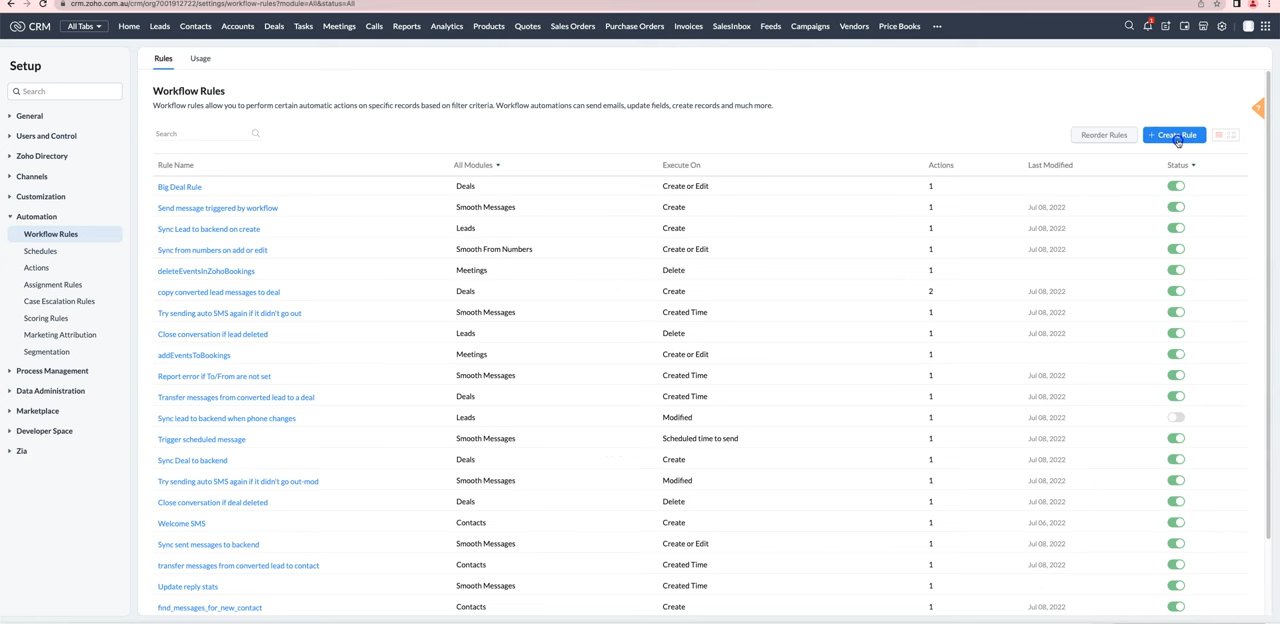 crm.zoho.com.au/crm/org7001912722/settings/workflow-rules?module=All&status=All
CRM All Tabs Home Leads Contacts Accounts Deals Tasks Meetings Calls Reports Analytics Products Quotes Sales Orders Purchase Orders Invoices SalesInbox Feeds Campaigns Vendors Price Books ••• 1
Setup
Search
General
Users and Control
Zoho Directory
Channels
Customization
Automation
Workflow Rules
Schedules
Actions
Assignment Rules
Case Escalation Rules
Scoring Rules
Marketing Attribution
Segmentation
Process Management
Data Administration
Marketplace
Developer Space
Zia
Rules Usage
Workflow Rules
Workflow rules allow you to perform certain automatic actions on specific records based on filter criteria. Workflow automations can send emails, update fields, create records and much more.
Search Reorder Rules + Create Rule
Rule Name All Modules Execute On Actions Last Modified Status
Big Deal Rule Deals Create or Edit 1
Send message triggered by workflow Smooth Messages Create 1 Jul 08, 2022
Sync Lead to backend on create Leads Create 1 Jul 08, 2022
Sync from numbers on add or edit Smooth From Numbers Create or Edit 1 Jul 08, 2022
deleteEventsInZohoBookings Meetings Delete 1
copy converted lead messages to deal Deals Create 2 Jul 08, 2022
Try sending auto SMS again if it didn't go out Smooth Messages Created Time 1 Jul 08, 2022
Close conversation if lead deleted Leads Delete 1 Jul 08, 2022
addEventsToBookings Meetings Create or Edit 1
Report error if To/From are not set Smooth Messages Created Time 1 Jul 08, 2022
Transfer messages from converted lead to a deal Deals Created Time 1 Jul 08, 2022
Sync lead to backend when phone changes Leads Modified 1 Jul 08, 2022
Trigger scheduled message Smooth Messages Scheduled time to send 1 Jul 08, 2022
Sync Deal to backend Deals Create 1 Jul 08, 2022
Try sending auto SMS again if it didn't go out-mod Smooth Messages Modified 1 Jul 08, 2022
Close conversation if deal deleted Deals Delete 1 Jul 08, 2022
Welcome SMS Contacts Create 1 Jul 06, 2022
Sync sent messages to backend Smooth Messages Create or Edit 1 Jul 08, 2022
transfer messages from converted lead to contact Contacts Created Time 1 Jul 08, 2022
Update reply stats Smooth Messages Created Time 1
find_messages_for_new_contact Contacts Create 1 Jul 08, 2022